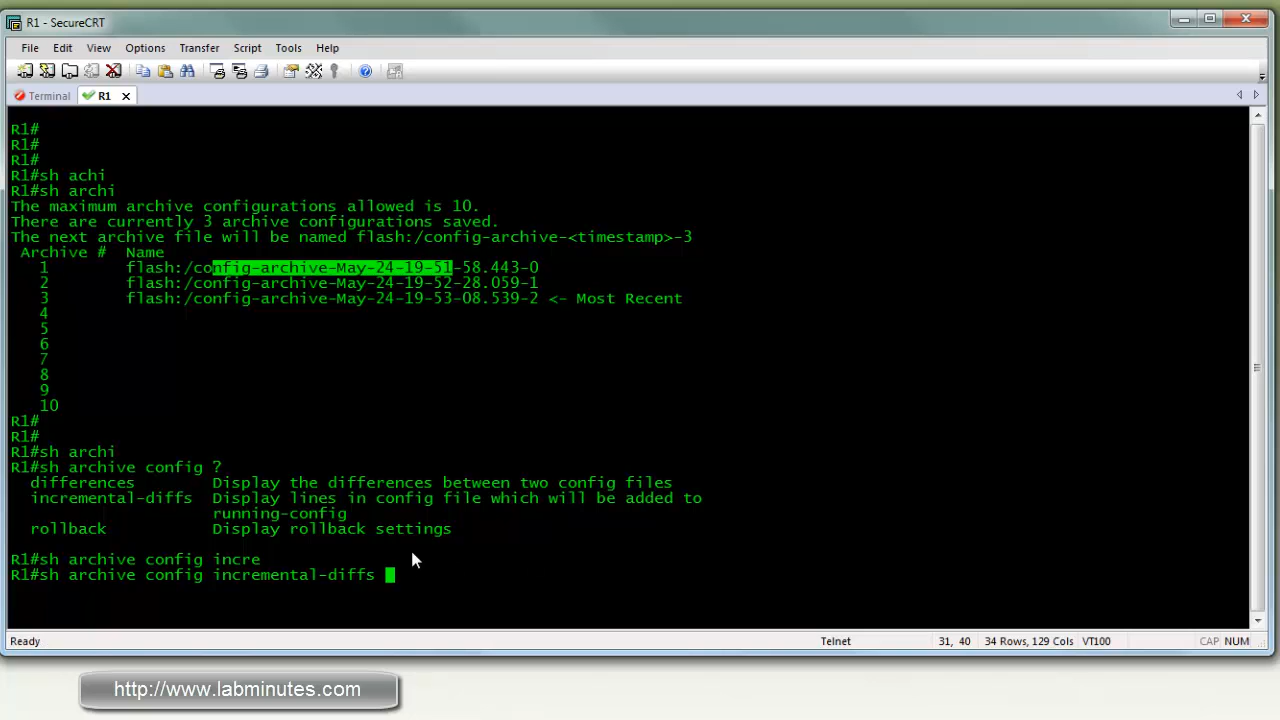 R1 - SecureCRT
File Edit View Options Transfer Script Tools Help
Terminal R1
R1#
R1#
R1#
R1#sh achi
R1#sh archi
The maximum archive configurations allowed is 10.
There are currently 3 archive configurations saved.
The next archive file will be named flash:/config-archive-<timestamp>-3
Archive # Name
1 flash:/config-archive-May-24-19-51-58.443-0
2 flash:/config-archive-May-24-19-52-28.059-1
3 flash:/config-archive-May-24-19-53-08.539-2 <- Most Recent
4
5
6
7
8
9
10
R1#
R1#
R1#sh archi
R1#sh archive config ?
differences Display the differences between two config files
incremental-diffs Display lines in config file which will be added to
running-config
rollback Display rollback settings
R1#sh archive config incre
R1#sh archive config incremental-diffs
Ready Telnet 31, 40 34 Rows, 129 Cols VT100 CAP NUM
http://www.labminutes.com